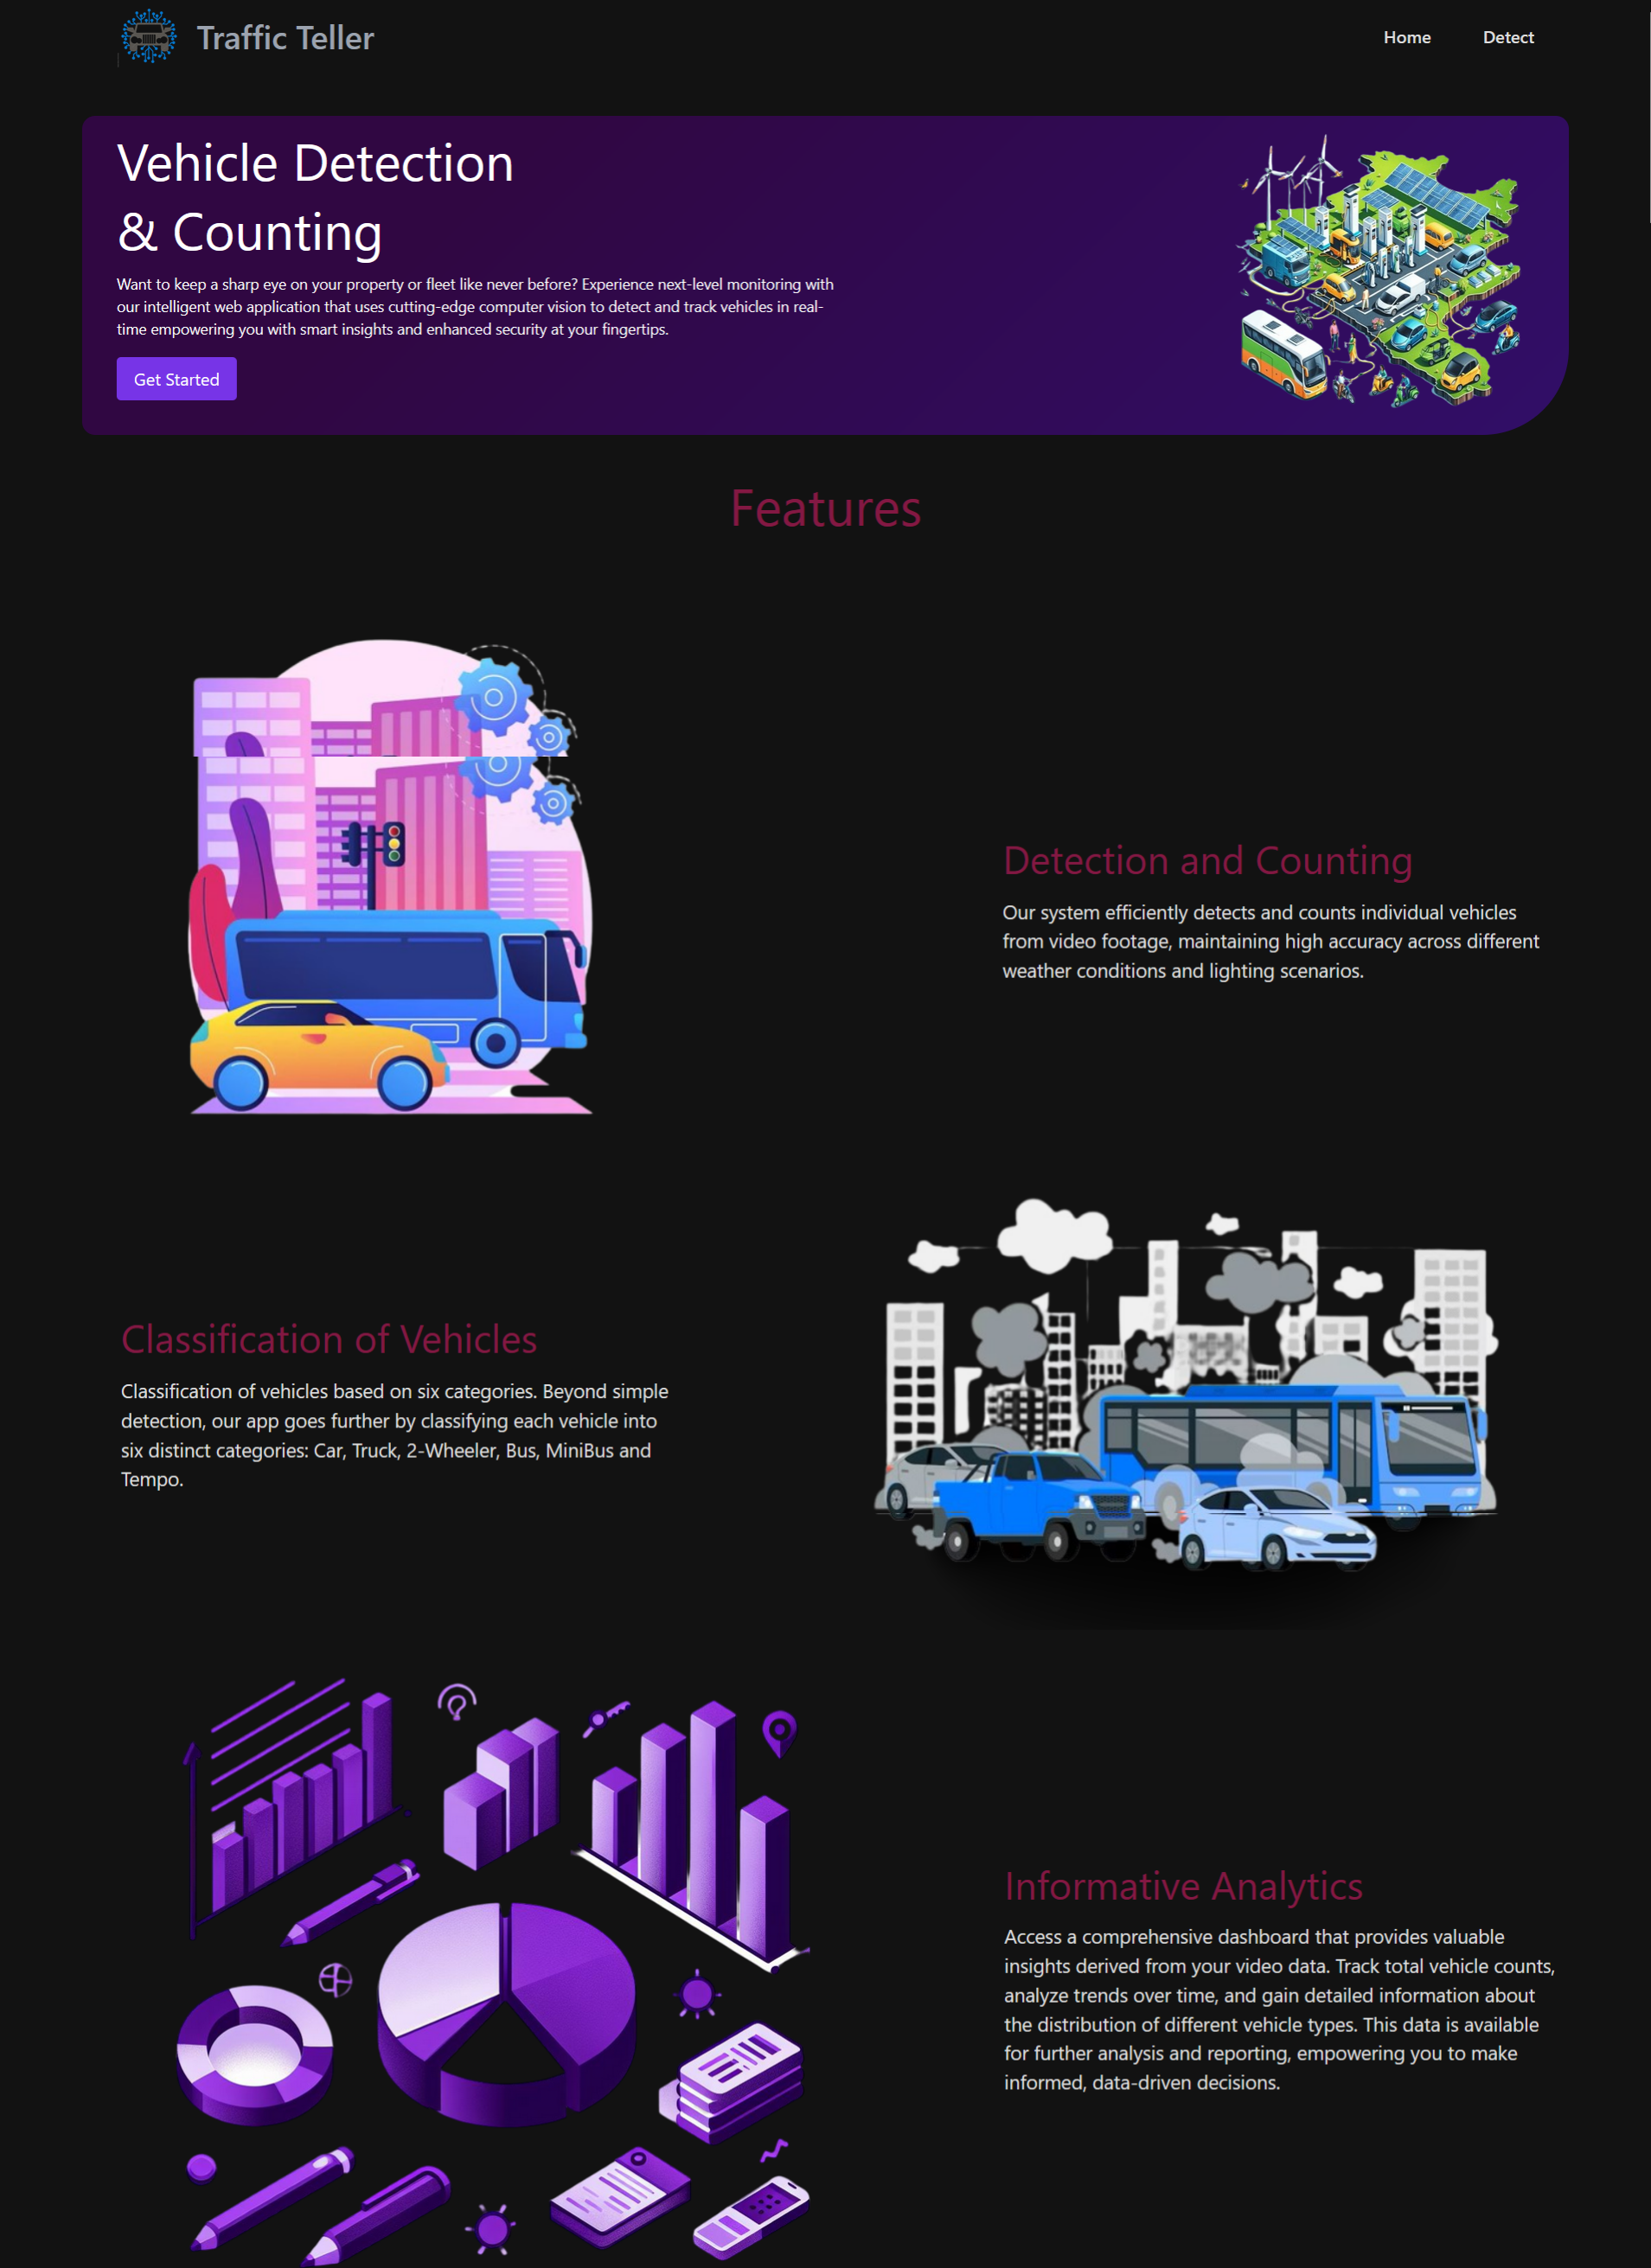 Traffic Teller
Home
Detect
Vehicle Detection
& Counting
Want to keep a sharp eye on your property or fleet like never before? Experience next-level monitoring with
our intelligent web application that uses cutting-edge computer vision to detect and track vehicles in real-
time empowering you with smart insights and enhanced security at your fingertips.
Get Started
Features
Detection and Counting
Our system efficiently detects and counts individual vehicles
from video footage, maintaining high accuracy across different
weather conditions and lighting scenarios.
Classification of Vehicles
Classification of vehicles based on six categories. Beyond simple
detection, our app goes further by classifying each vehicle into
six distinct categories: Car, Truck, 2-Wheeler, Bus, MiniBus and
Tempo.
Informative Analytics
Access a comprehensive dashboard that provides valuable
insights derived from your video data. Track total vehicle counts,
analyze trends over time, and gain detailed information about
the distribution of different vehicle types. This data is available
for further analysis and reporting, empowering you to make
informed, data-driven decisions.